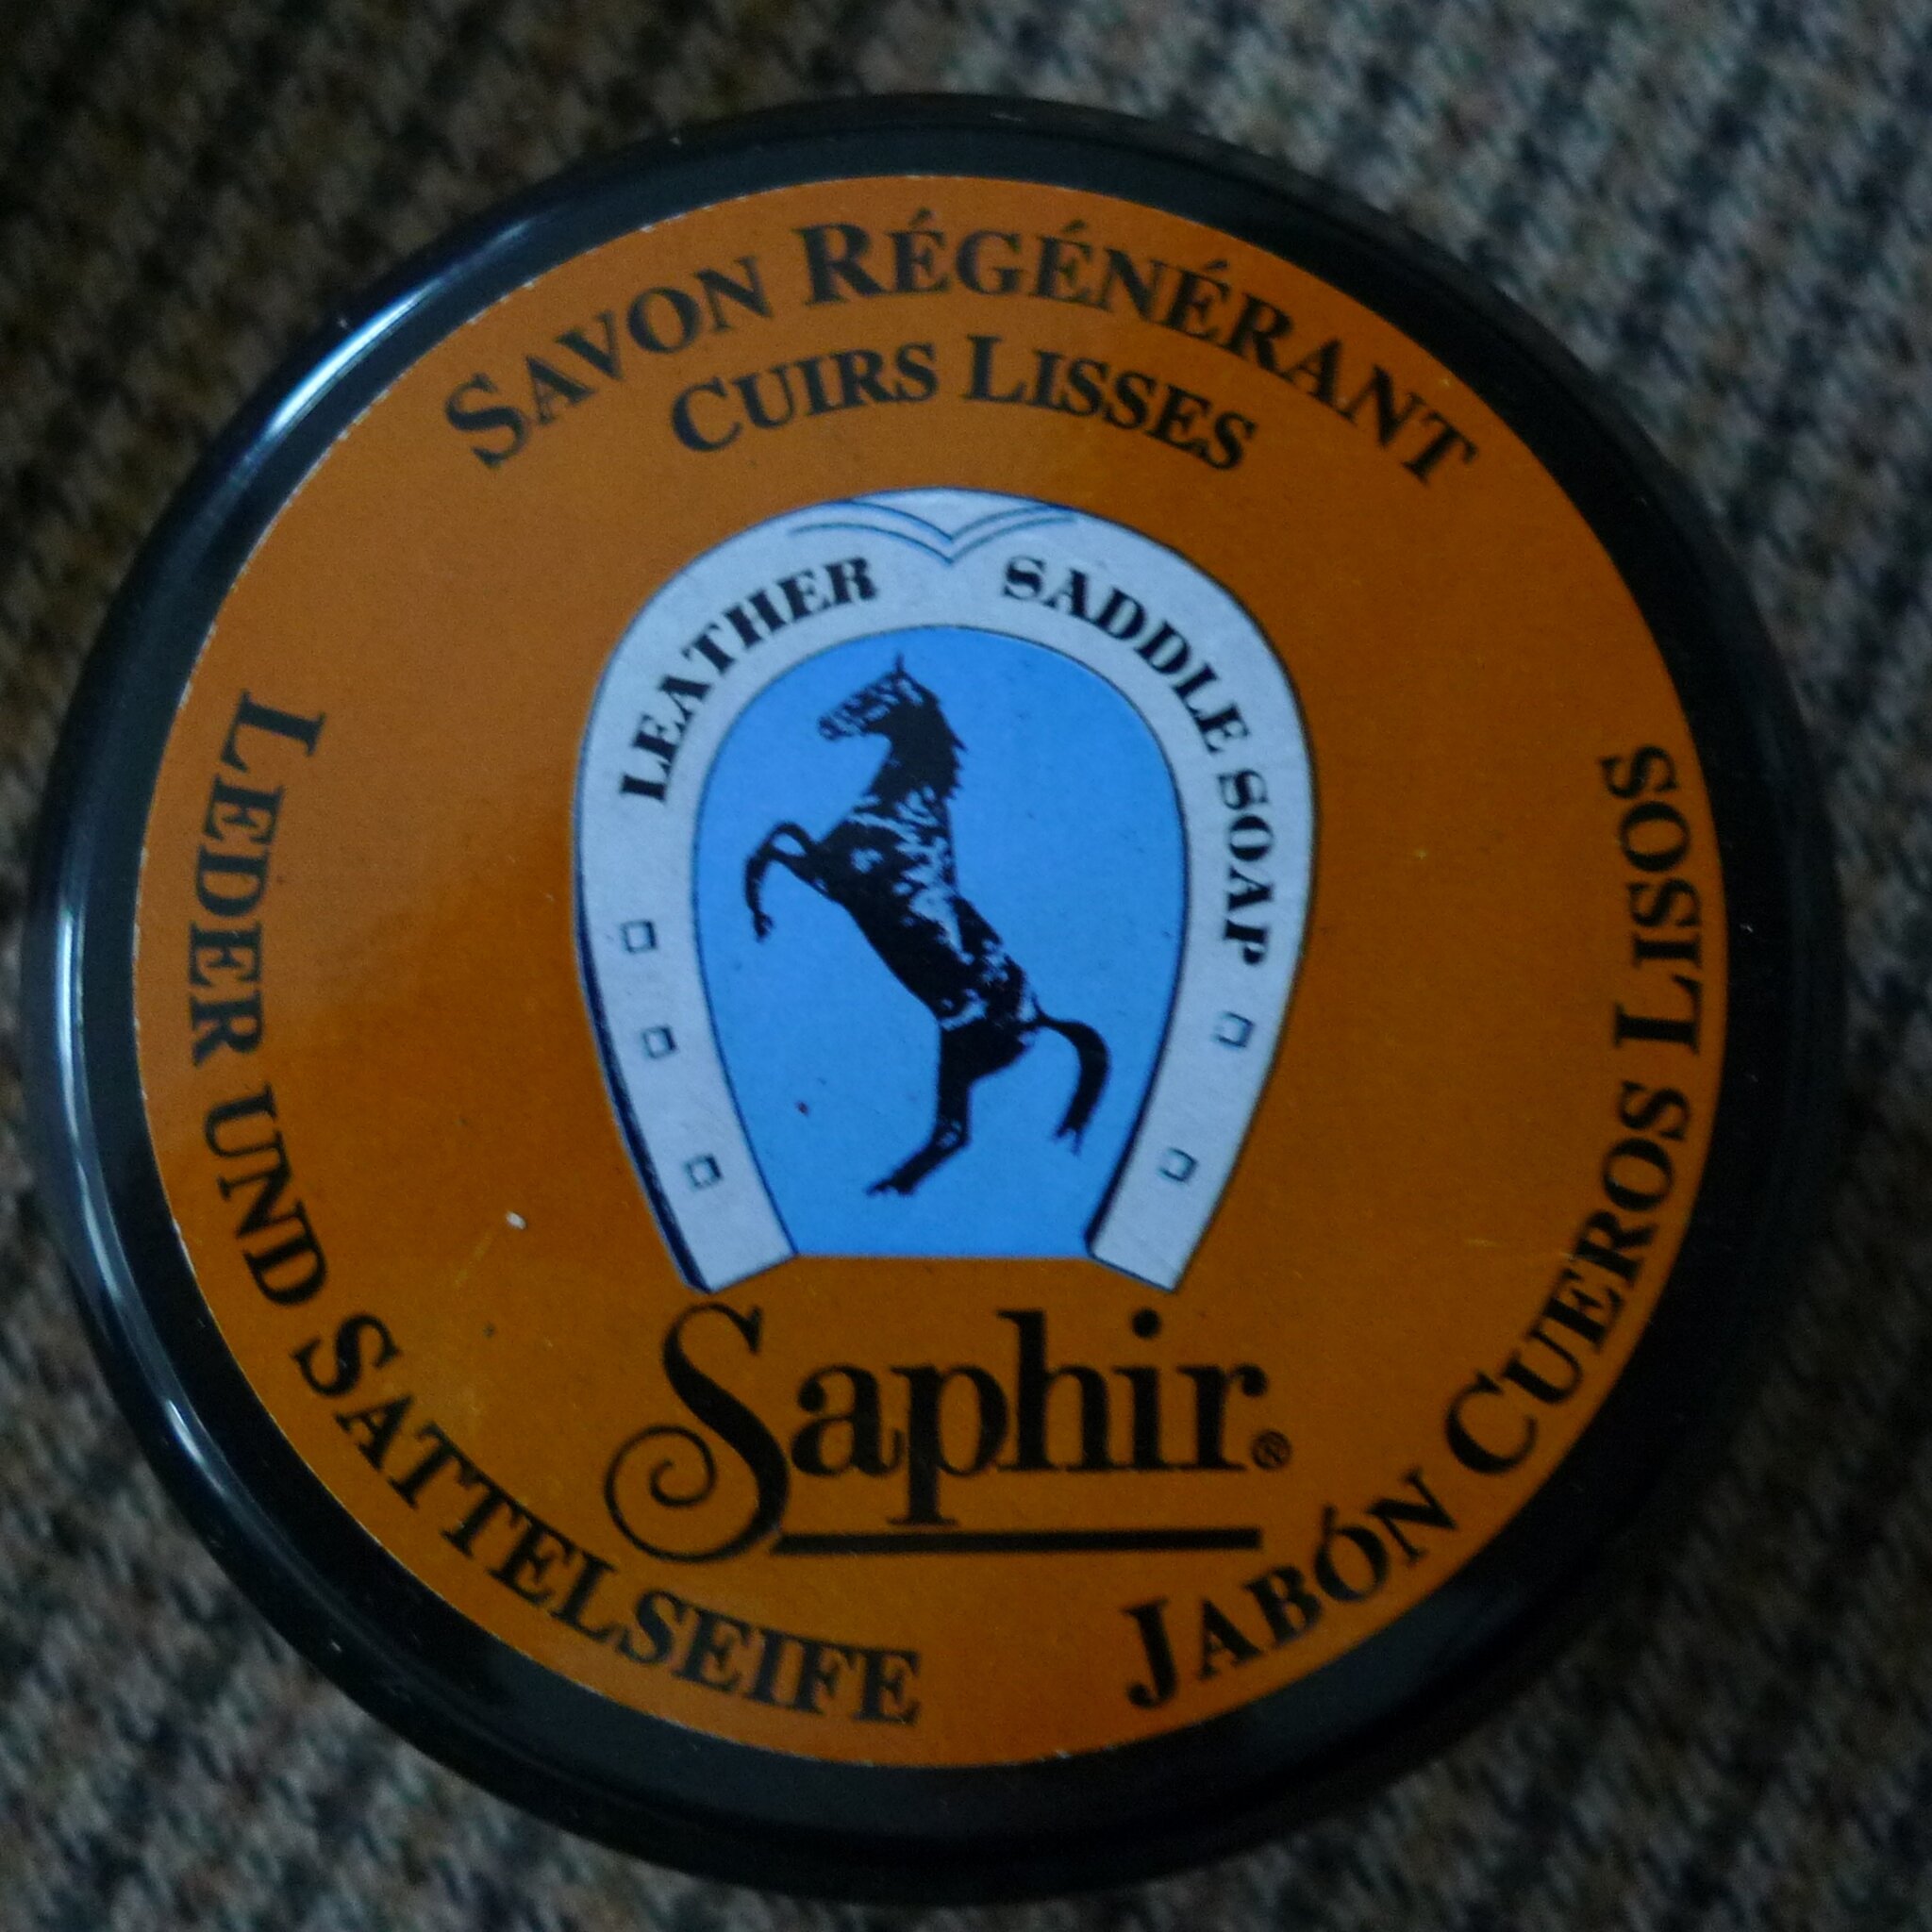 SAVON RÉGÉNÉRANT
CUIRS LISSES
LEATHER SADDLE SOAP
Saphir®
LEDER UND SATTELSEIFE
JABÓN CUEROS LISOS